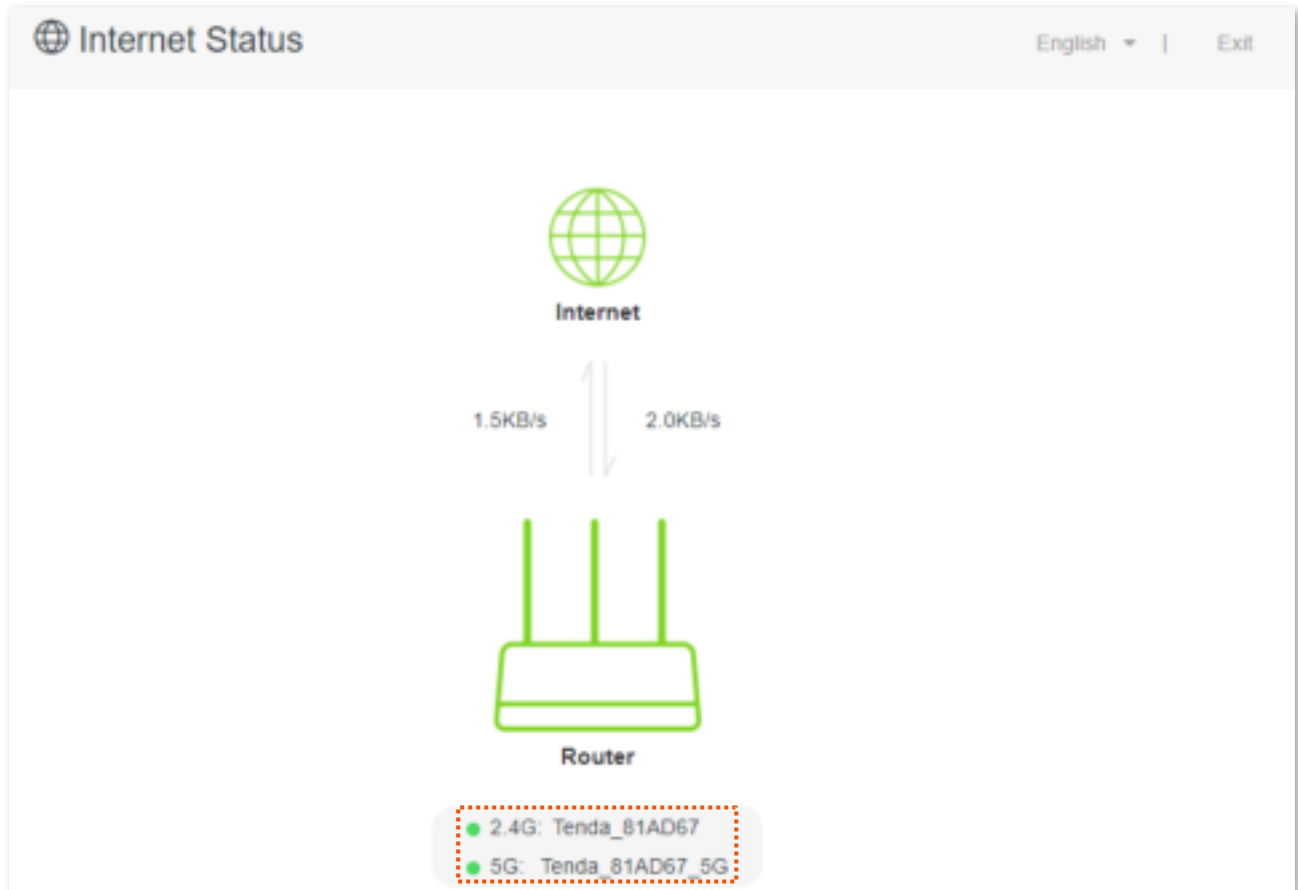 Internet Status
English | Exit
Internet
1.5KB/s 2.0KB/s
Router
2.4G: Tenda_81AD67
5G: Tenda_81AD67_5G